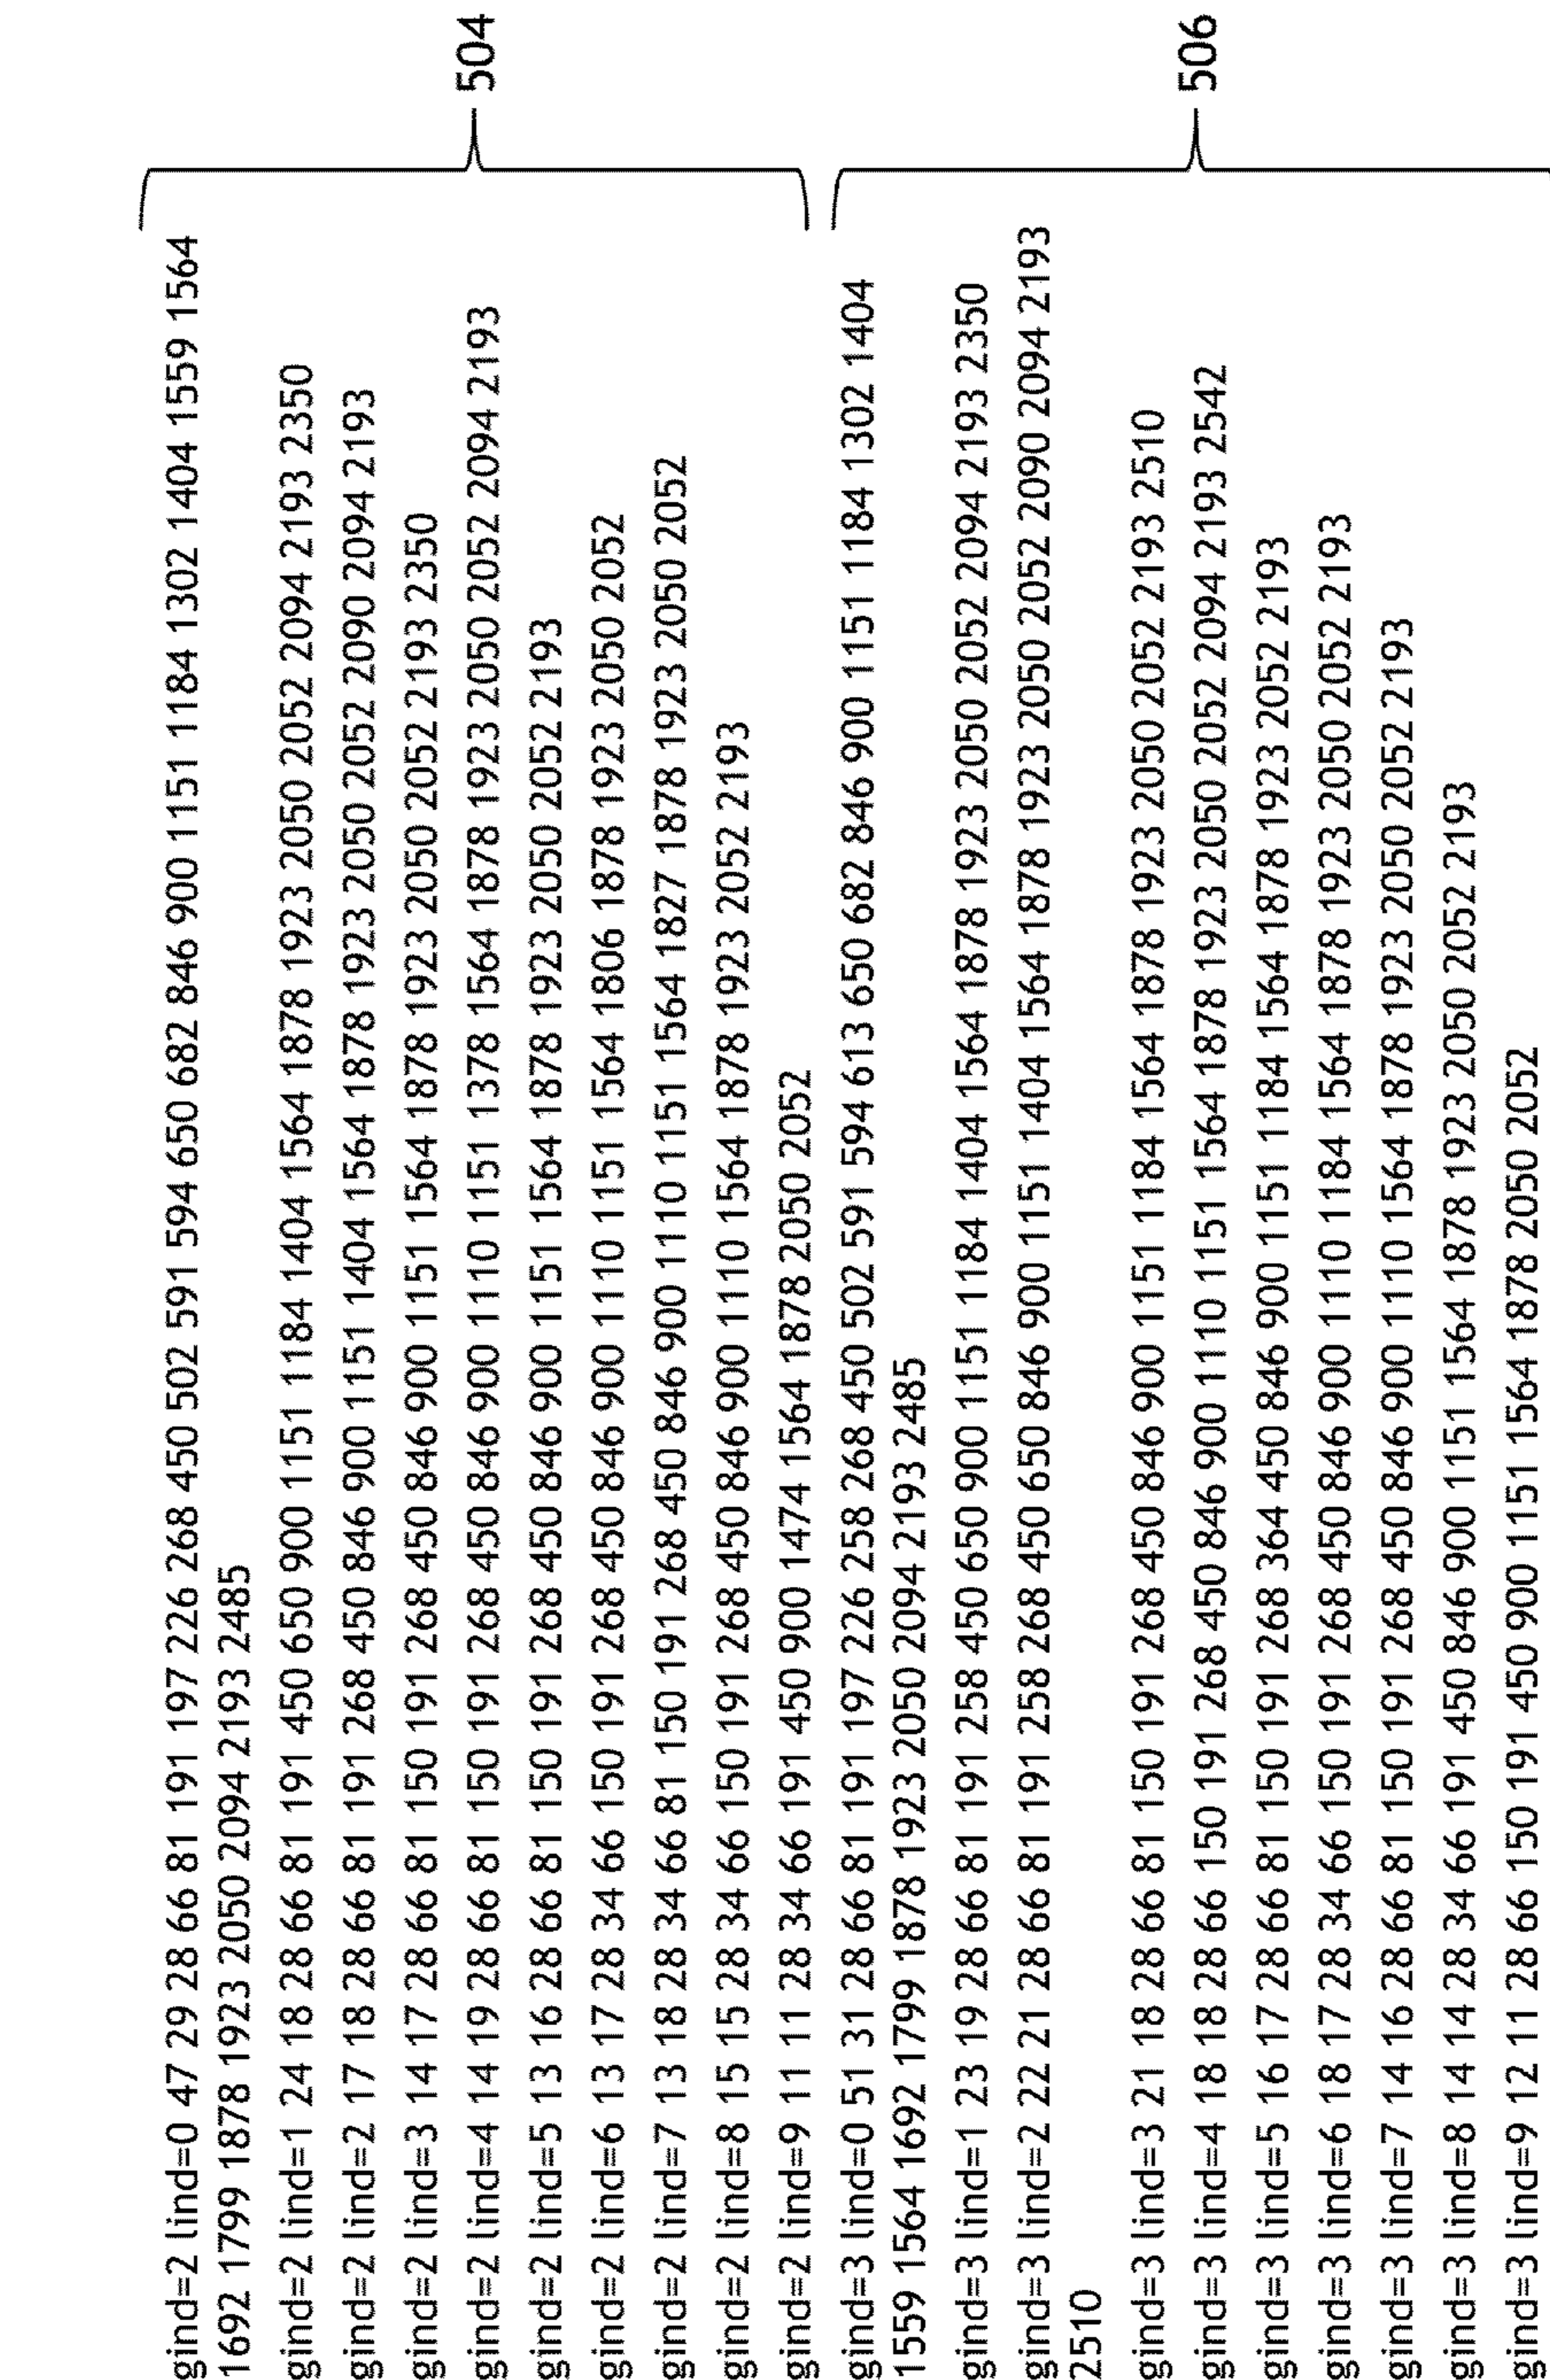 gind=2 lind=0 47 29 28 66 81 191 197 226 268 450 502 591 594 650 682 846 900 1151 1184 1302 1404 1559 1564
1692 1799 1878 1923 2050 2094 2193 2485
gind=2 lind=1 24 18 28 66 81 191 450 650 900 1151 1184 1404 1564 1878 1923 2050 2052 2094 2193 2350
gind=2 lind=2 17 18 28 66 81 191 268 450 846 900 1151 1404 1564 1878 1923 2050 2052 2090 2094 2193
gind=2 lind=3 14 17 28 66 81 150 191 268 450 846 900 1151 1564 1878 1923 2050 2052 2193 2350
gind=2 lind=4 14 19 28 66 81 150 191 268 450 846 900 1110 1151 1378 1564 1878 1923 2050 2052 2094 2193
gind=2 lind=5 13 16 28 66 81 150 191 268 450 846 900 1151 1564 1878 1923 2050 2052 2193
gind=2 lind=6 13 17 28 34 66 150 191 268 450 846 900 1110 1151 1564 1806 1878 1923 2050 2052
gind=2 lind=7 13 18 28 34 66 81 150 191 268 450 846 900 1110 1151 1564 1827 1878 1923 2050 2052
gind=2 lind=8 15 15 28 34 66 150 191 268 450 846 900 1110 1564 1878 1923 2052 2193
gind=2 lind=9 11 11 28 34 66 191 450 900 1474 1564 1878 2050 2052
504
gind=3 lind=0 51 31 28 66 81 191 197 226 258 268 450 502 591 594 613 650 682 846 900 1151 1184 1302 1404
1559 1564 1692 1799 1878 1923 2050 2094 2193 2485
gind=3 lind=1 23 19 28 66 81 191 258 450 650 900 1151 1184 1404 1564 1878 1923 2050 2052 2094 2193 2350
gind=3 lind=2 22 21 28 66 81 191 258 268 450 650 846 900 1151 1404 1564 1878 1923 2050 2052 2090 2094 2193
2510
gind=3 lind=3 21 18 28 66 81 150 191 268 450 846 900 1151 1184 1564 1878 1923 2050 2052 2193 2510
gind=3 lind=4 18 18 28 66 150 191 268 450 846 900 1110 1151 1564 1878 1923 2050 2052 2094 2193 2542
gind=3 lind=5 16 17 28 66 81 150 191 268 364 450 846 900 1151 1184 1564 1878 1923 2052 2193
gind=3 lind=6 18 17 28 34 66 150 191 268 450 846 900 1110 1184 1564 1878 1923 2050 2052 2193
gind=3 lind=7 14 16 28 66 81 150 191 268 450 846 900 1110 1564 1878 1923 2050 2052 2193
gind=3 lind=8 14 14 28 34 66 191 450 846 900 1151 1564 1878 1923 2050 2052 2193
gind=3 lind=9 12 11 28 66 150 191 450 900 1151 1564 1878 2050 2052
506